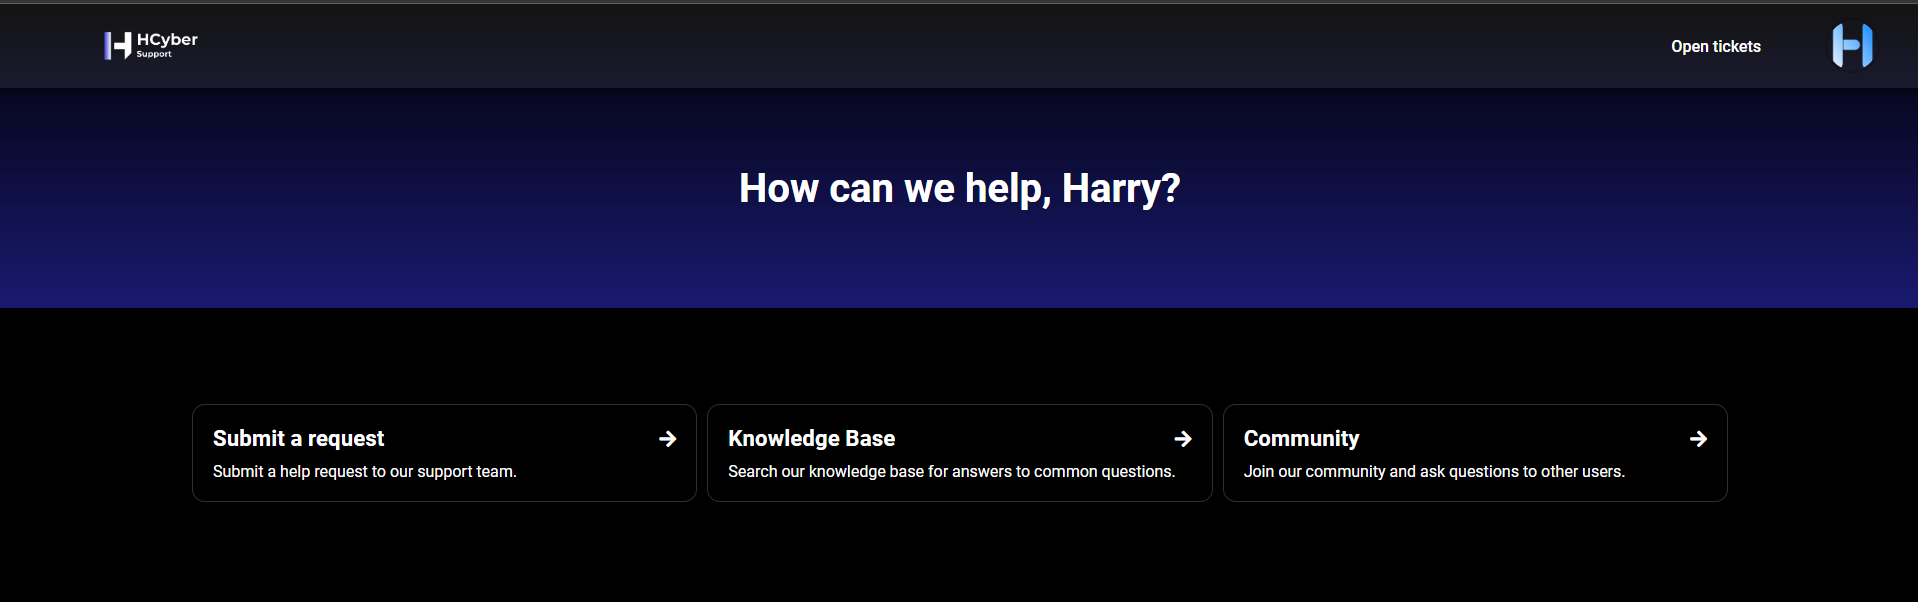 HCyber
Support
Open tickets
How can we help, Harry?
Submit a request
Submit a help request to our support team.
Knowledge Base
Search our knowledge base for answers to common questions.
Community
Join our community and ask questions to other users.